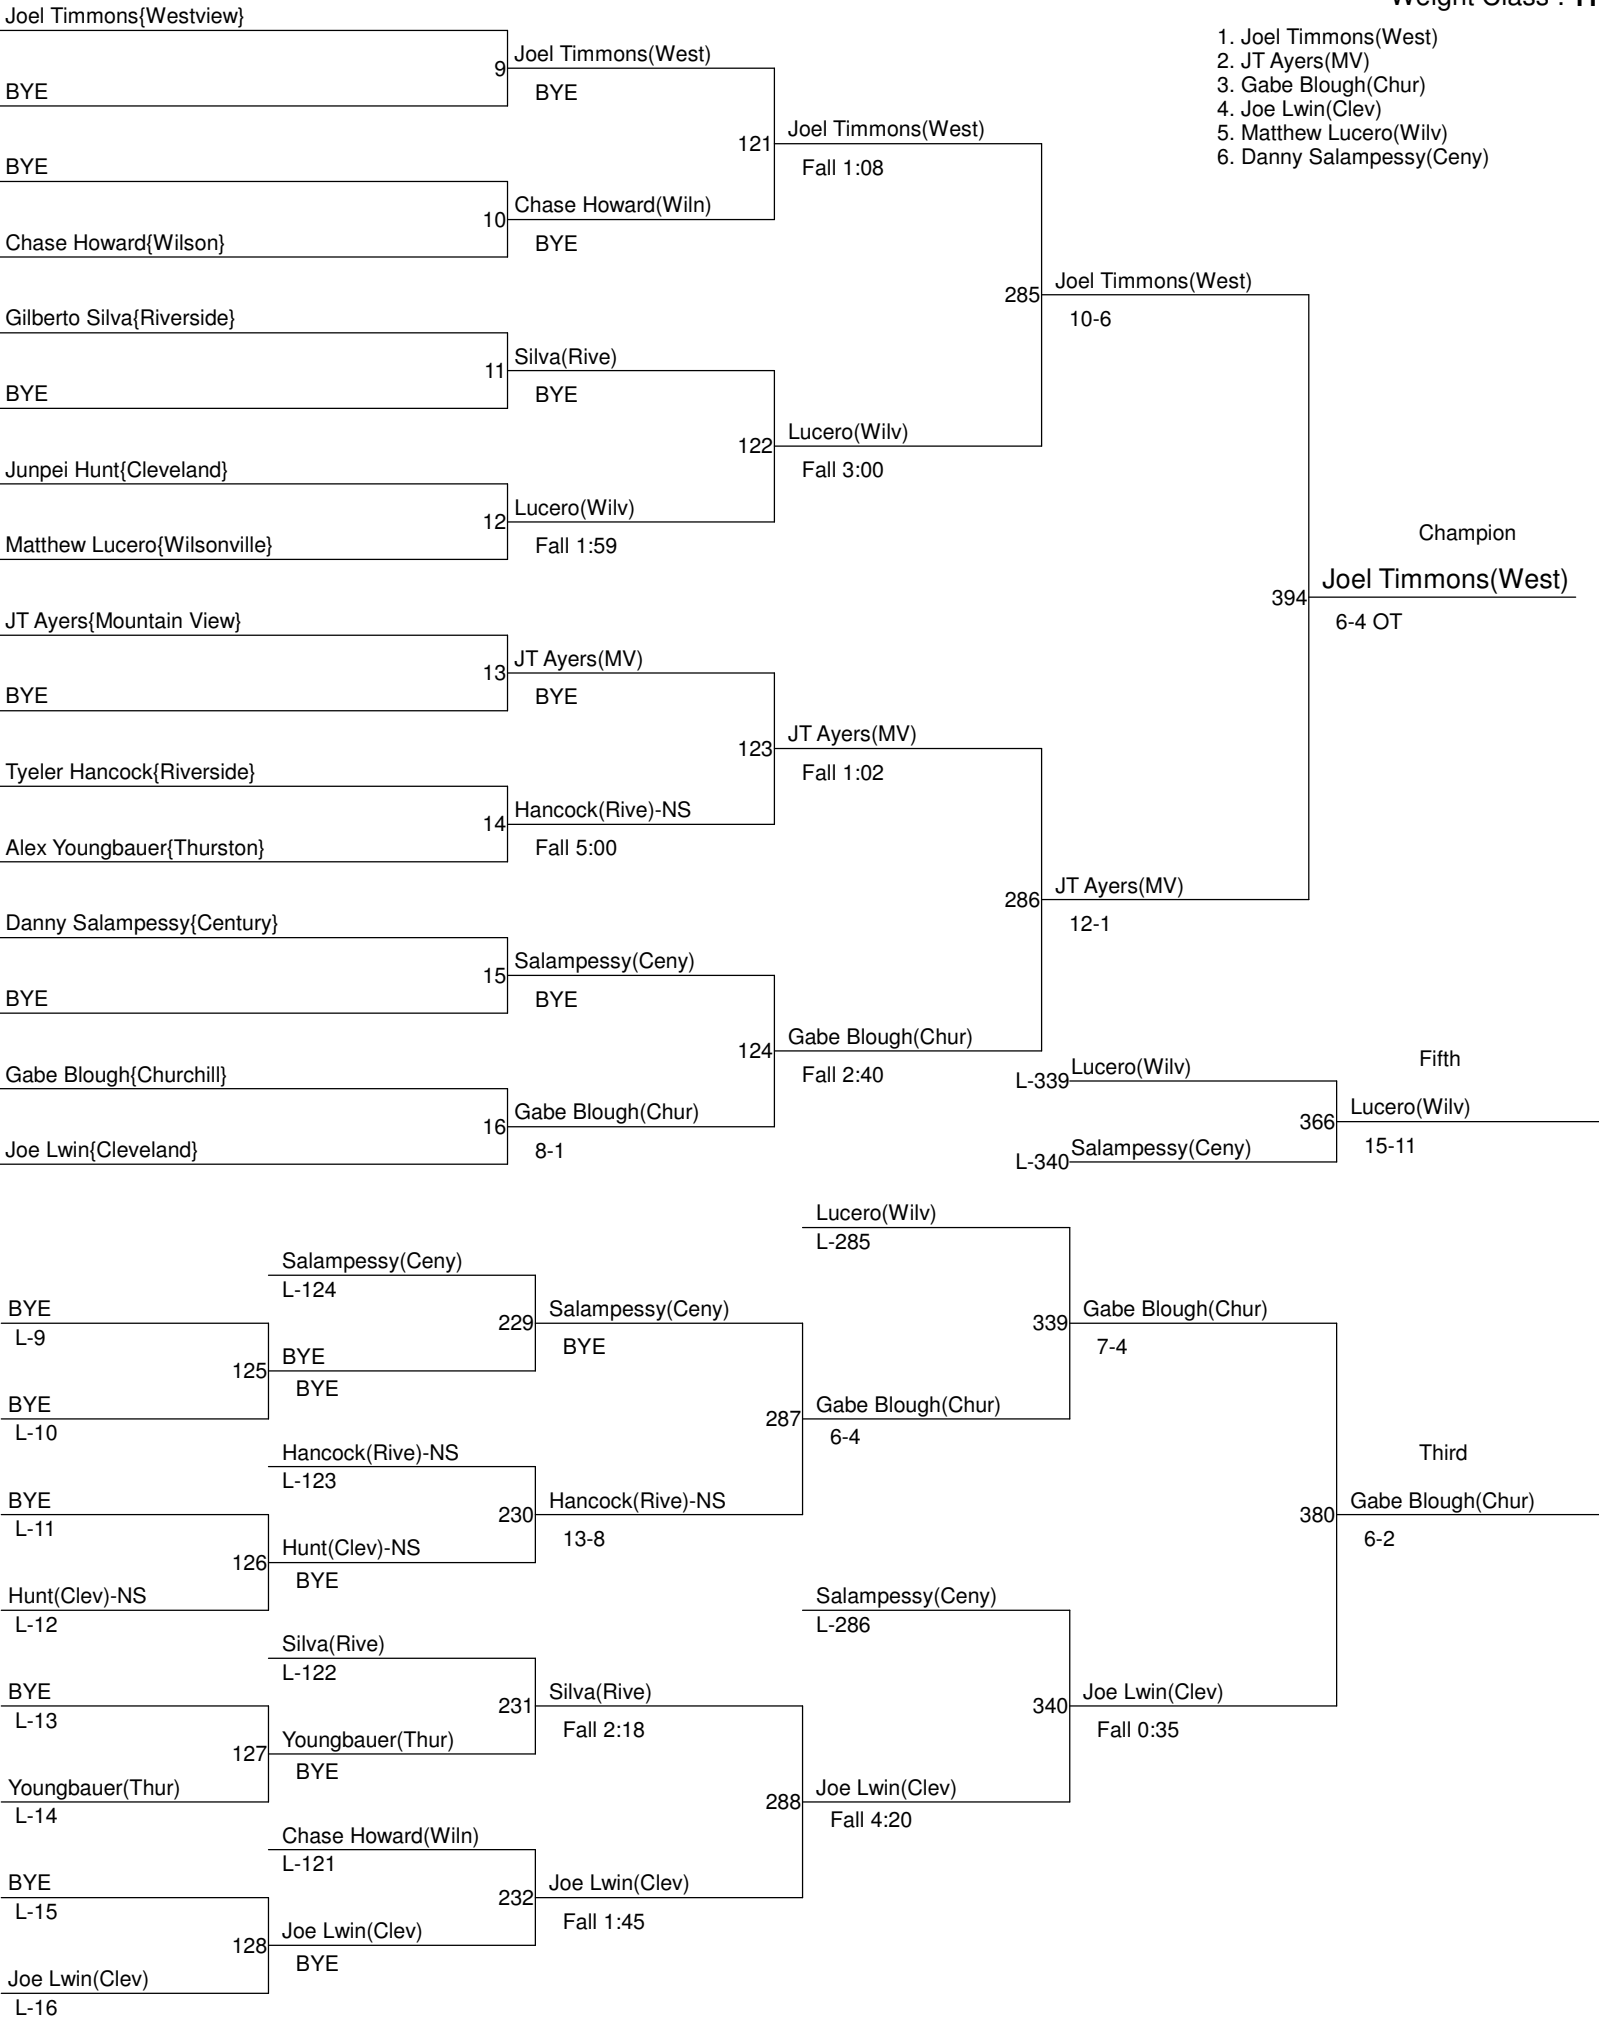 Weight Class :
1. Joel Timmons(West)
2. JT Ayers(MV)
3. Gabe Blough(Chur)
4. Joe Lwin(Clev)
5. Matthew Lucero(Wilv)
6. Danny Salampessy(Ceny)
Joel Timmons{Westview}
9
Joel Timmons(West)
BYE
BYE
121
Joel Timmons(West)
Fall 1:08
BYE
10
Chase Howard(Wiln)
Chase Howard{Wilson}
BYE
285
Joel Timmons(West)
10-6
Gilberto Silva{Riverside}
11
Silva(Rive)
BYE
BYE
122
Lucero(Wilv)
Fall 3:00
Junpei Hunt{Cleveland}
12
Lucero(Wilv)
Matthew Lucero{Wilsonville}
Fall 1:59
Champion
394
Joel Timmons(West)
6-4 OT
JT Ayers{Mountain View}
13
JT Ayers(MV)
BYE
BYE
123
JT Ayers(MV)
Fall 1:02
Tyeler Hancock{Riverside}
14
Hancock(Rive)-NS
Alex Youngbauer{Thurston}
Fall 5:00
286
JT Ayers(MV)
12-1
Danny Salampessy{Century}
15
Salampessy(Ceny)
BYE
BYE
124
Gabe Blough(Chur)
Fall 2:40
Gabe Blough{Churchill}
16
Gabe Blough(Chur)
Joe Lwin{Cleveland}
8-1
Fifth
L-339
Lucero(Wilv)
366
Lucero(Wilv)
15-11
L-340
Salampessy(Ceny)
Lucero(Wilv)
L-285
Salampessy(Ceny)
L-124
BYE
L-9
229
Salampessy(Ceny)
BYE
125
BYE
BYE
BYE
L-10
339
Gabe Blough(Chur)
7-4
287
Gabe Blough(Chur)
6-4
Hancock(Rive)-NS
L-123
BYE
L-11
230
Hancock(Rive)-NS
13-8
126
Hunt(Clev)-NS
BYE
Hunt(Clev)-NS
L-12
Third
380
Gabe Blough(Chur)
6-2
Salampessy(Ceny)
L-286
Silva(Rive)
L-122
BYE
L-13
231
Silva(Rive)
Fall 2:18
127
Youngbauer(Thur)
BYE
Youngbauer(Thur)
L-14
340
Joe Lwin(Clev)
Fall 0:35
288
Joe Lwin(Clev)
Fall 4:20
Chase Howard(Wiln)
L-121
BYE
L-15
232
Joe Lwin(Clev)
Fall 1:45
128
Joe Lwin(Clev)
BYE
Joe Lwin(Clev)
L-16